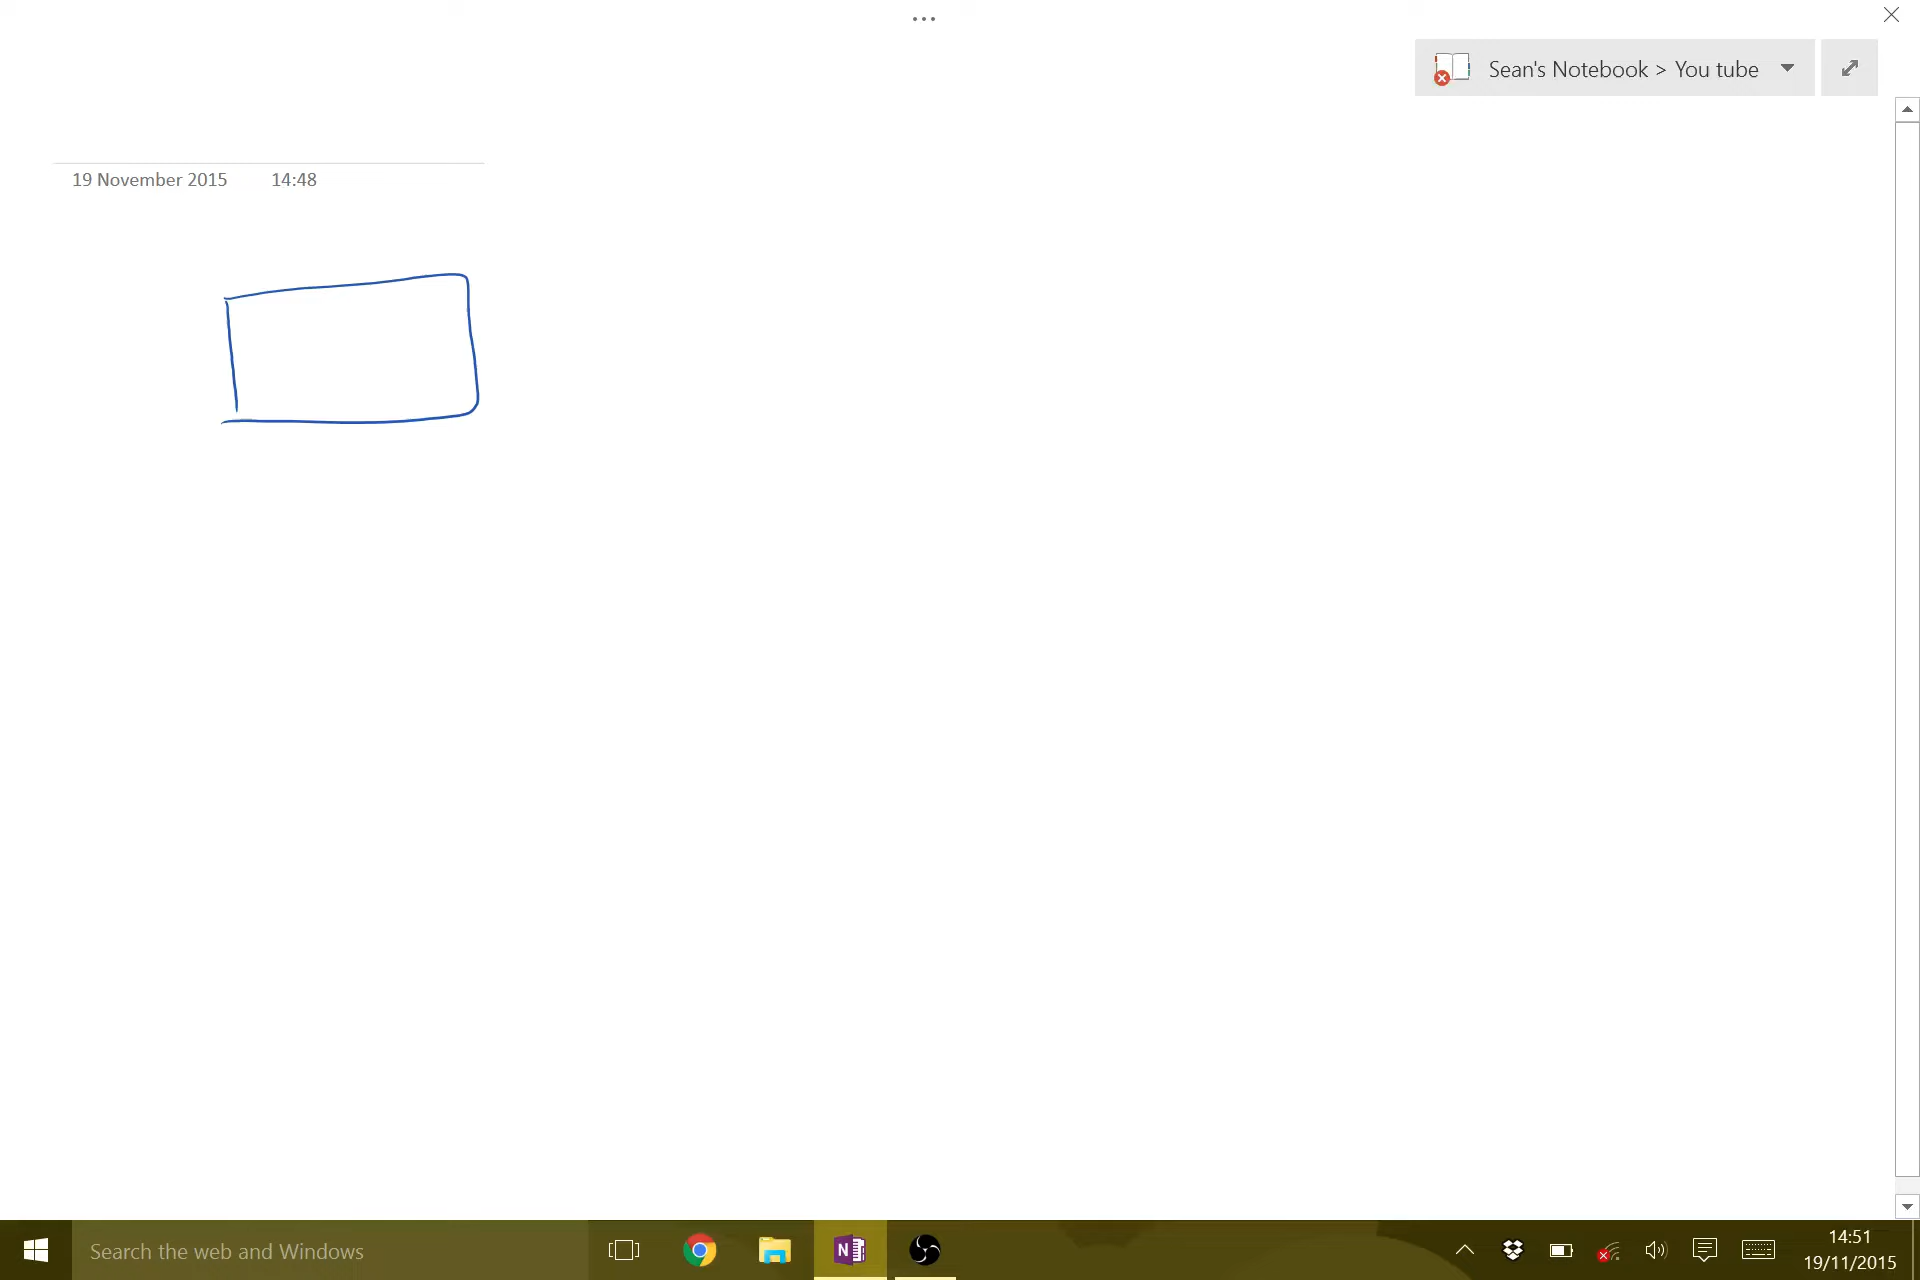 Sean's Notebook > You tube
19 November 2015 14:48
Search the web and Windows
14:51
19/11/2015